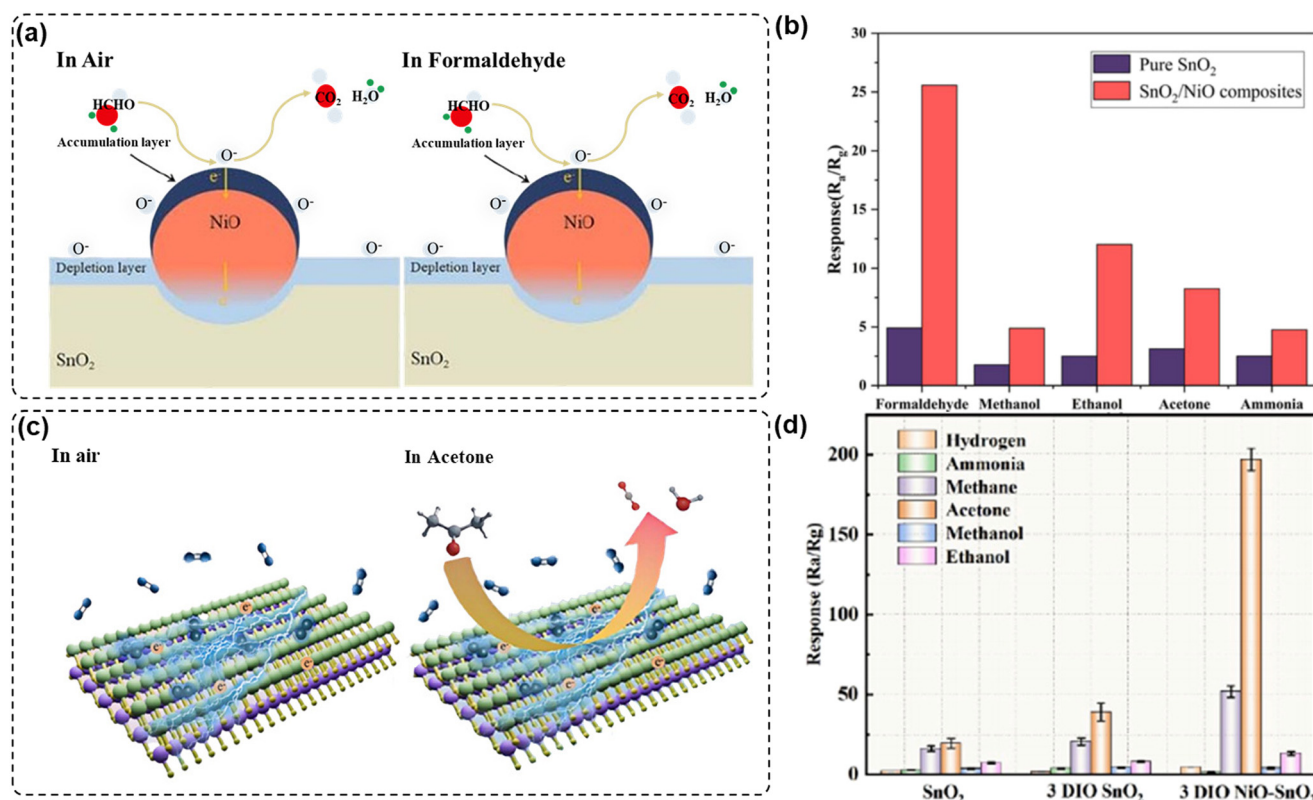 (a)
In Air
HCHO
CO₂ H₂O
Accumulation layer
O⁻
e⁻
O⁻ O⁻
NiO
O⁻ O⁻
Depletion layer
SnO₂
In Formaldehyde
HCHO
CO₂ H₂O
Accumulation layer
O⁻
e⁻
O⁻ O⁻
NiO
O⁻ O⁻
Depletion layer
SnO₂
(b)
Response(Ra/Rg)
30
25
20
15
10
5
0
Pure SnO₂
SnO₂/NiO composites
Formaldehyde Methanol Ethanol Acetone Ammonia
(c)
In air
e⁻
e⁻
e⁻
e⁻
In Acetone
e⁻
e⁻
e⁻
(d)
Response (Ra/Rg)
200
150
100
50
0
Hydrogen
Ammonia
Methane
Acetone
Methanol
Ethanol
SnO₂ 3 DIO SnO₂ 3 DIO NiO-SnO₂